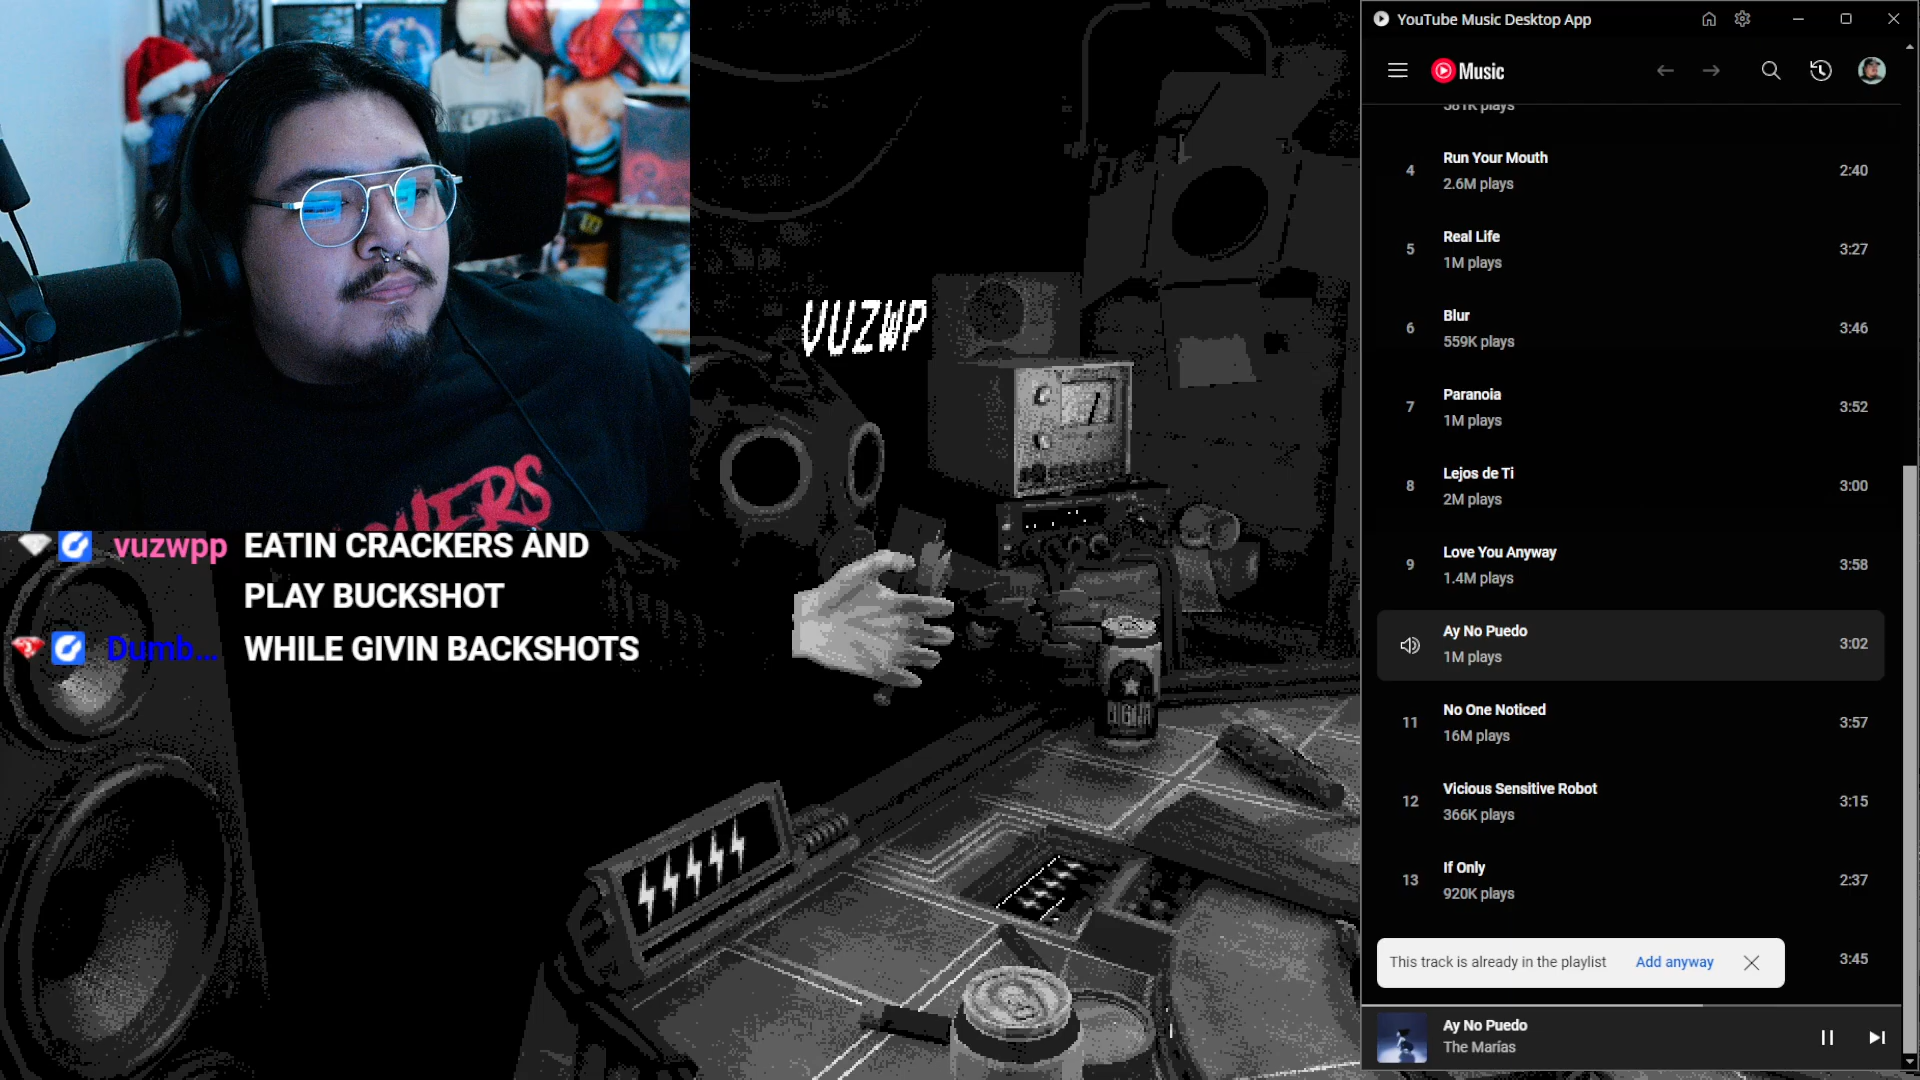 YouTube Music Desktop App
Music
381K plays
4 Run Your Mouth 2:40
2.6M plays
5 Real Life 3:27
1M plays
6 Blur 3:46
559K plays
7 Paranoia 3:52
1M plays
8 Lejos de Ti 3:00
2M plays
9 Love You Anyway 3:58
1.4M plays
Ay No Puedo 3:02
1M plays
11 No One Noticed 3:57
16M plays
12 Vicious Sensitive Robot 3:15
366K plays
13 If Only 2:37
920K plays
3:45
This track is already in the playlist Add anyway
Ay No Puedo
The Marías
VUZWP
vuzwpp EATIN CRACKERS AND
PLAY BUCKSHOT
Dumb... WHILE GIVIN BACKSHOTS